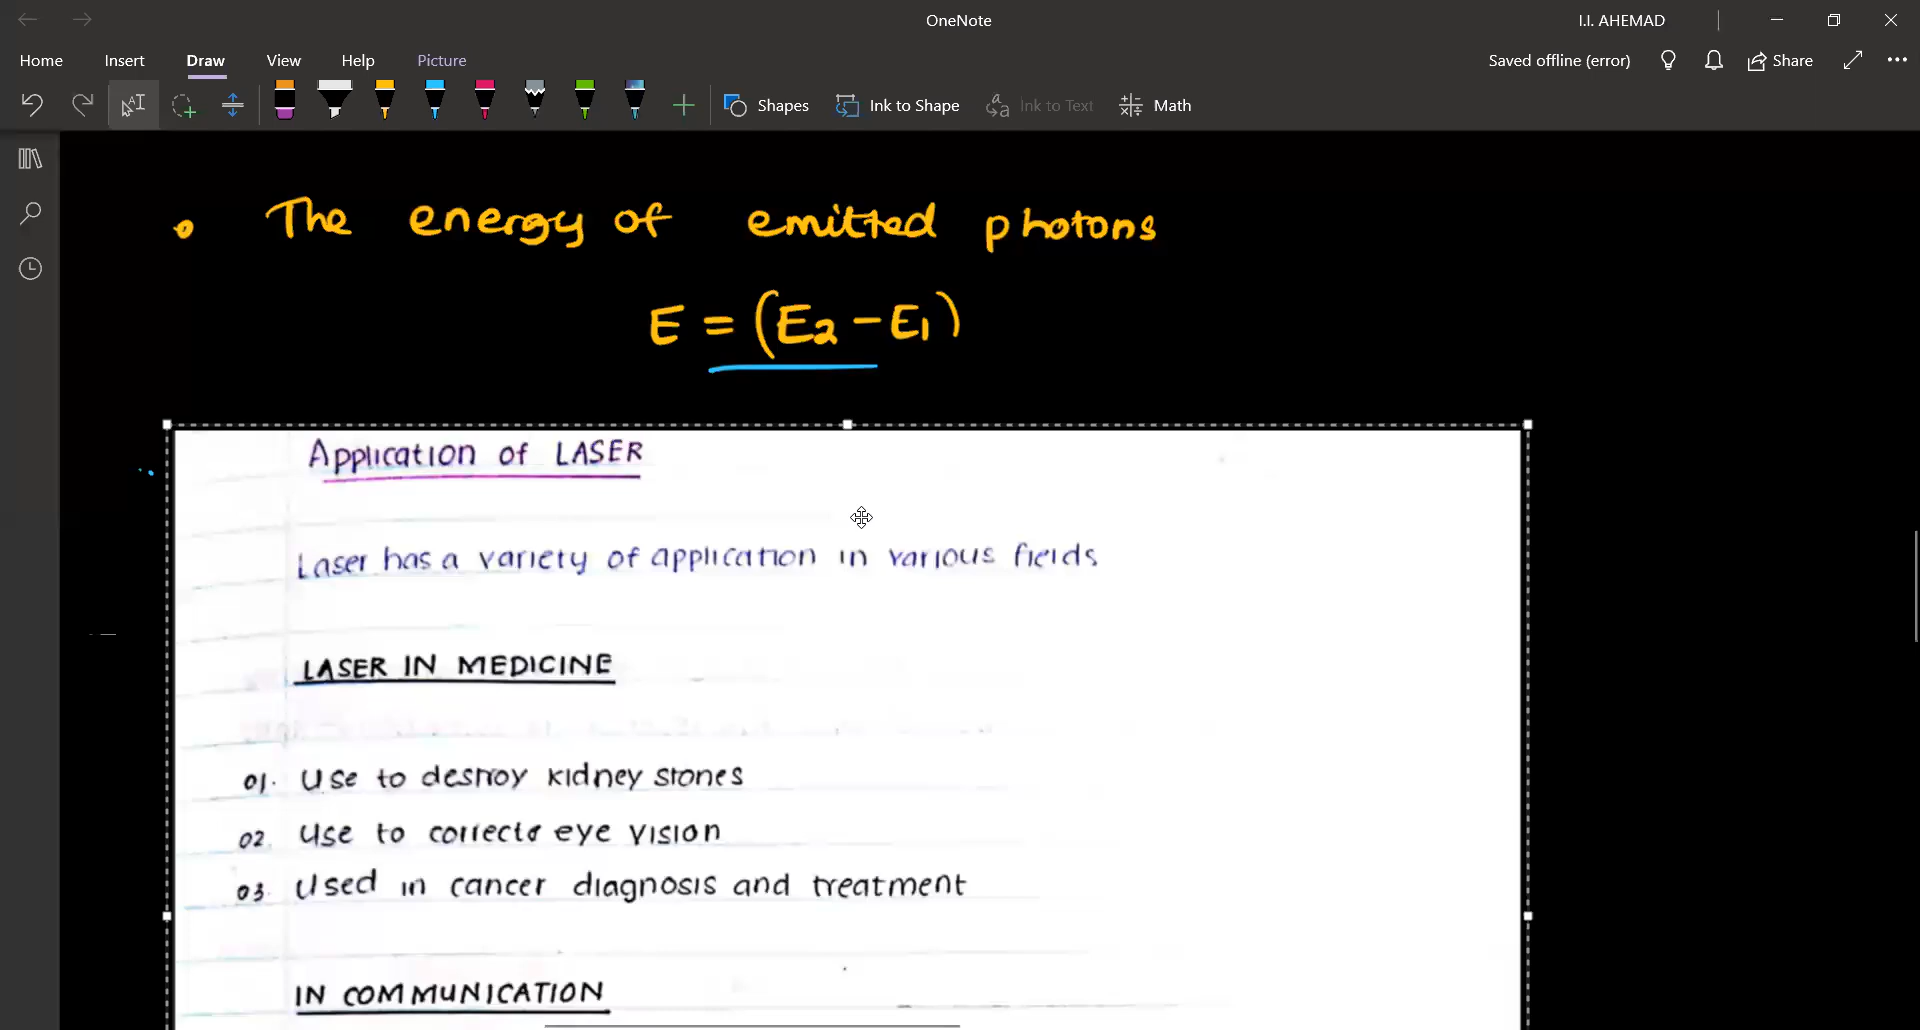 OneNote
I.I. AHEMAD
Home Insert Draw View Help Picture
Saved offline (error)
Share
Shapes
Ink to Shape
Ink to Text
Math
The energy of emitted photons
E = (E2 - E1)
Application of LASER
Laser has a variety of application in various fields
LASER IN MEDICINE
01. Use to destroy kidney stones
02. Use to correcte eye vision
03. Used in cancer diagnosis and treatment
IN COMMUNICATION